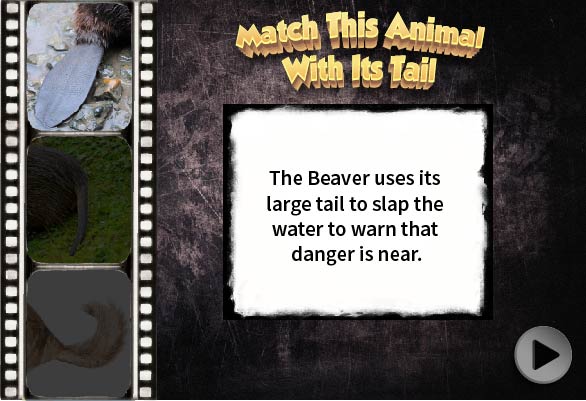 Match This Animal
With Its Tail
The Beaver uses its
large tail to slap the
water to warn that
danger is near.